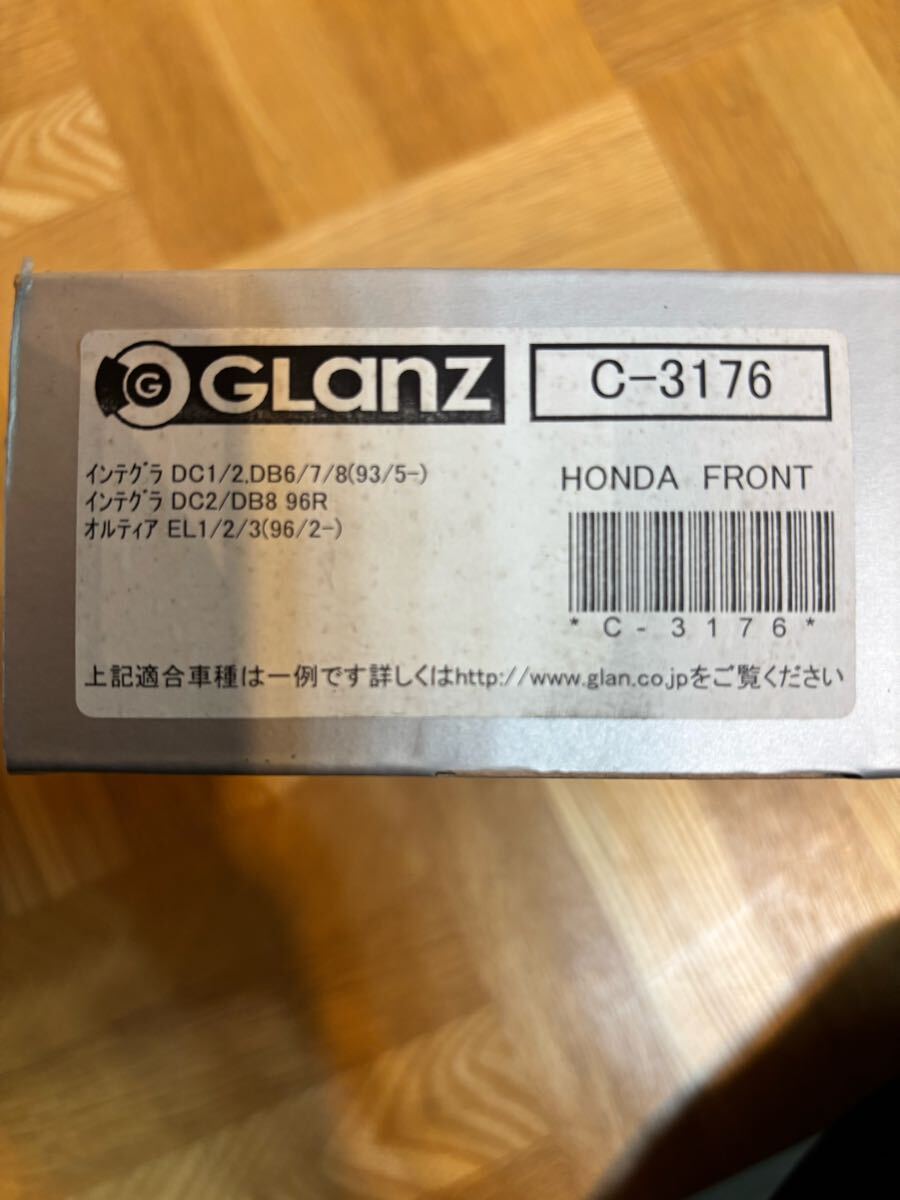 G GLanz
C-3176
インテグラ DC1/2,DB6/7/8(93/5-)
インテグラ DC2/DB8 96R
オルティア EL1/2/3(96/2-)
HONDA FRONT
*C-3176*
上記適合車種は一例です詳しくはhttp://www.glan.co.jpをご覧ください